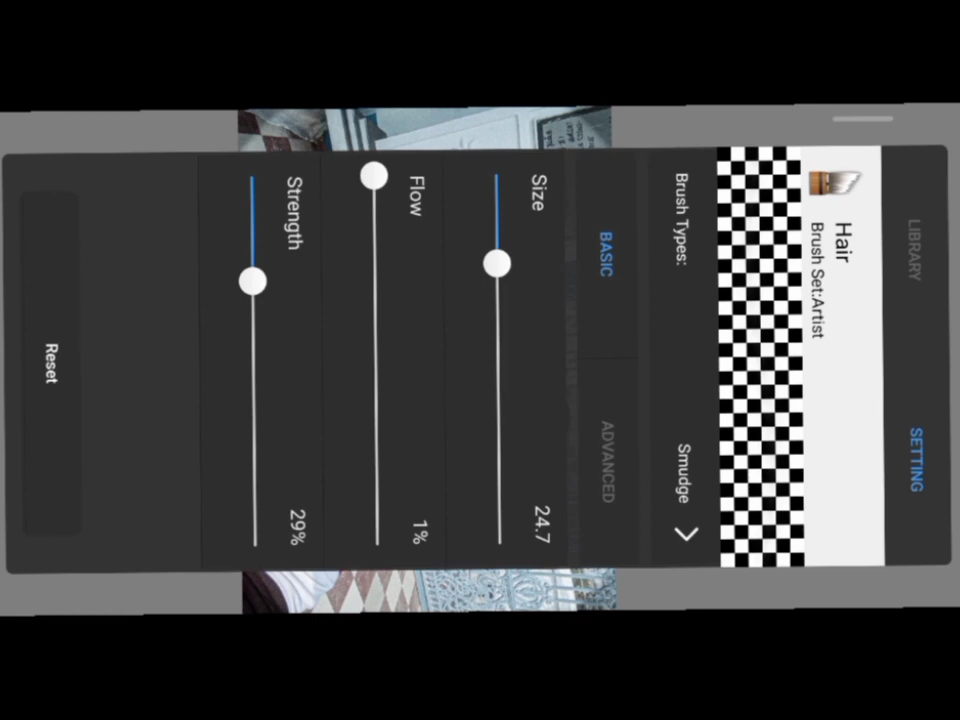 LIBRARY
SETTING
Hair
Brush Set:Artist
Brush Types:
Smudge
BASIC
ADVANCED
Size
24.7
Flow
1%
Strength
29%
Reset